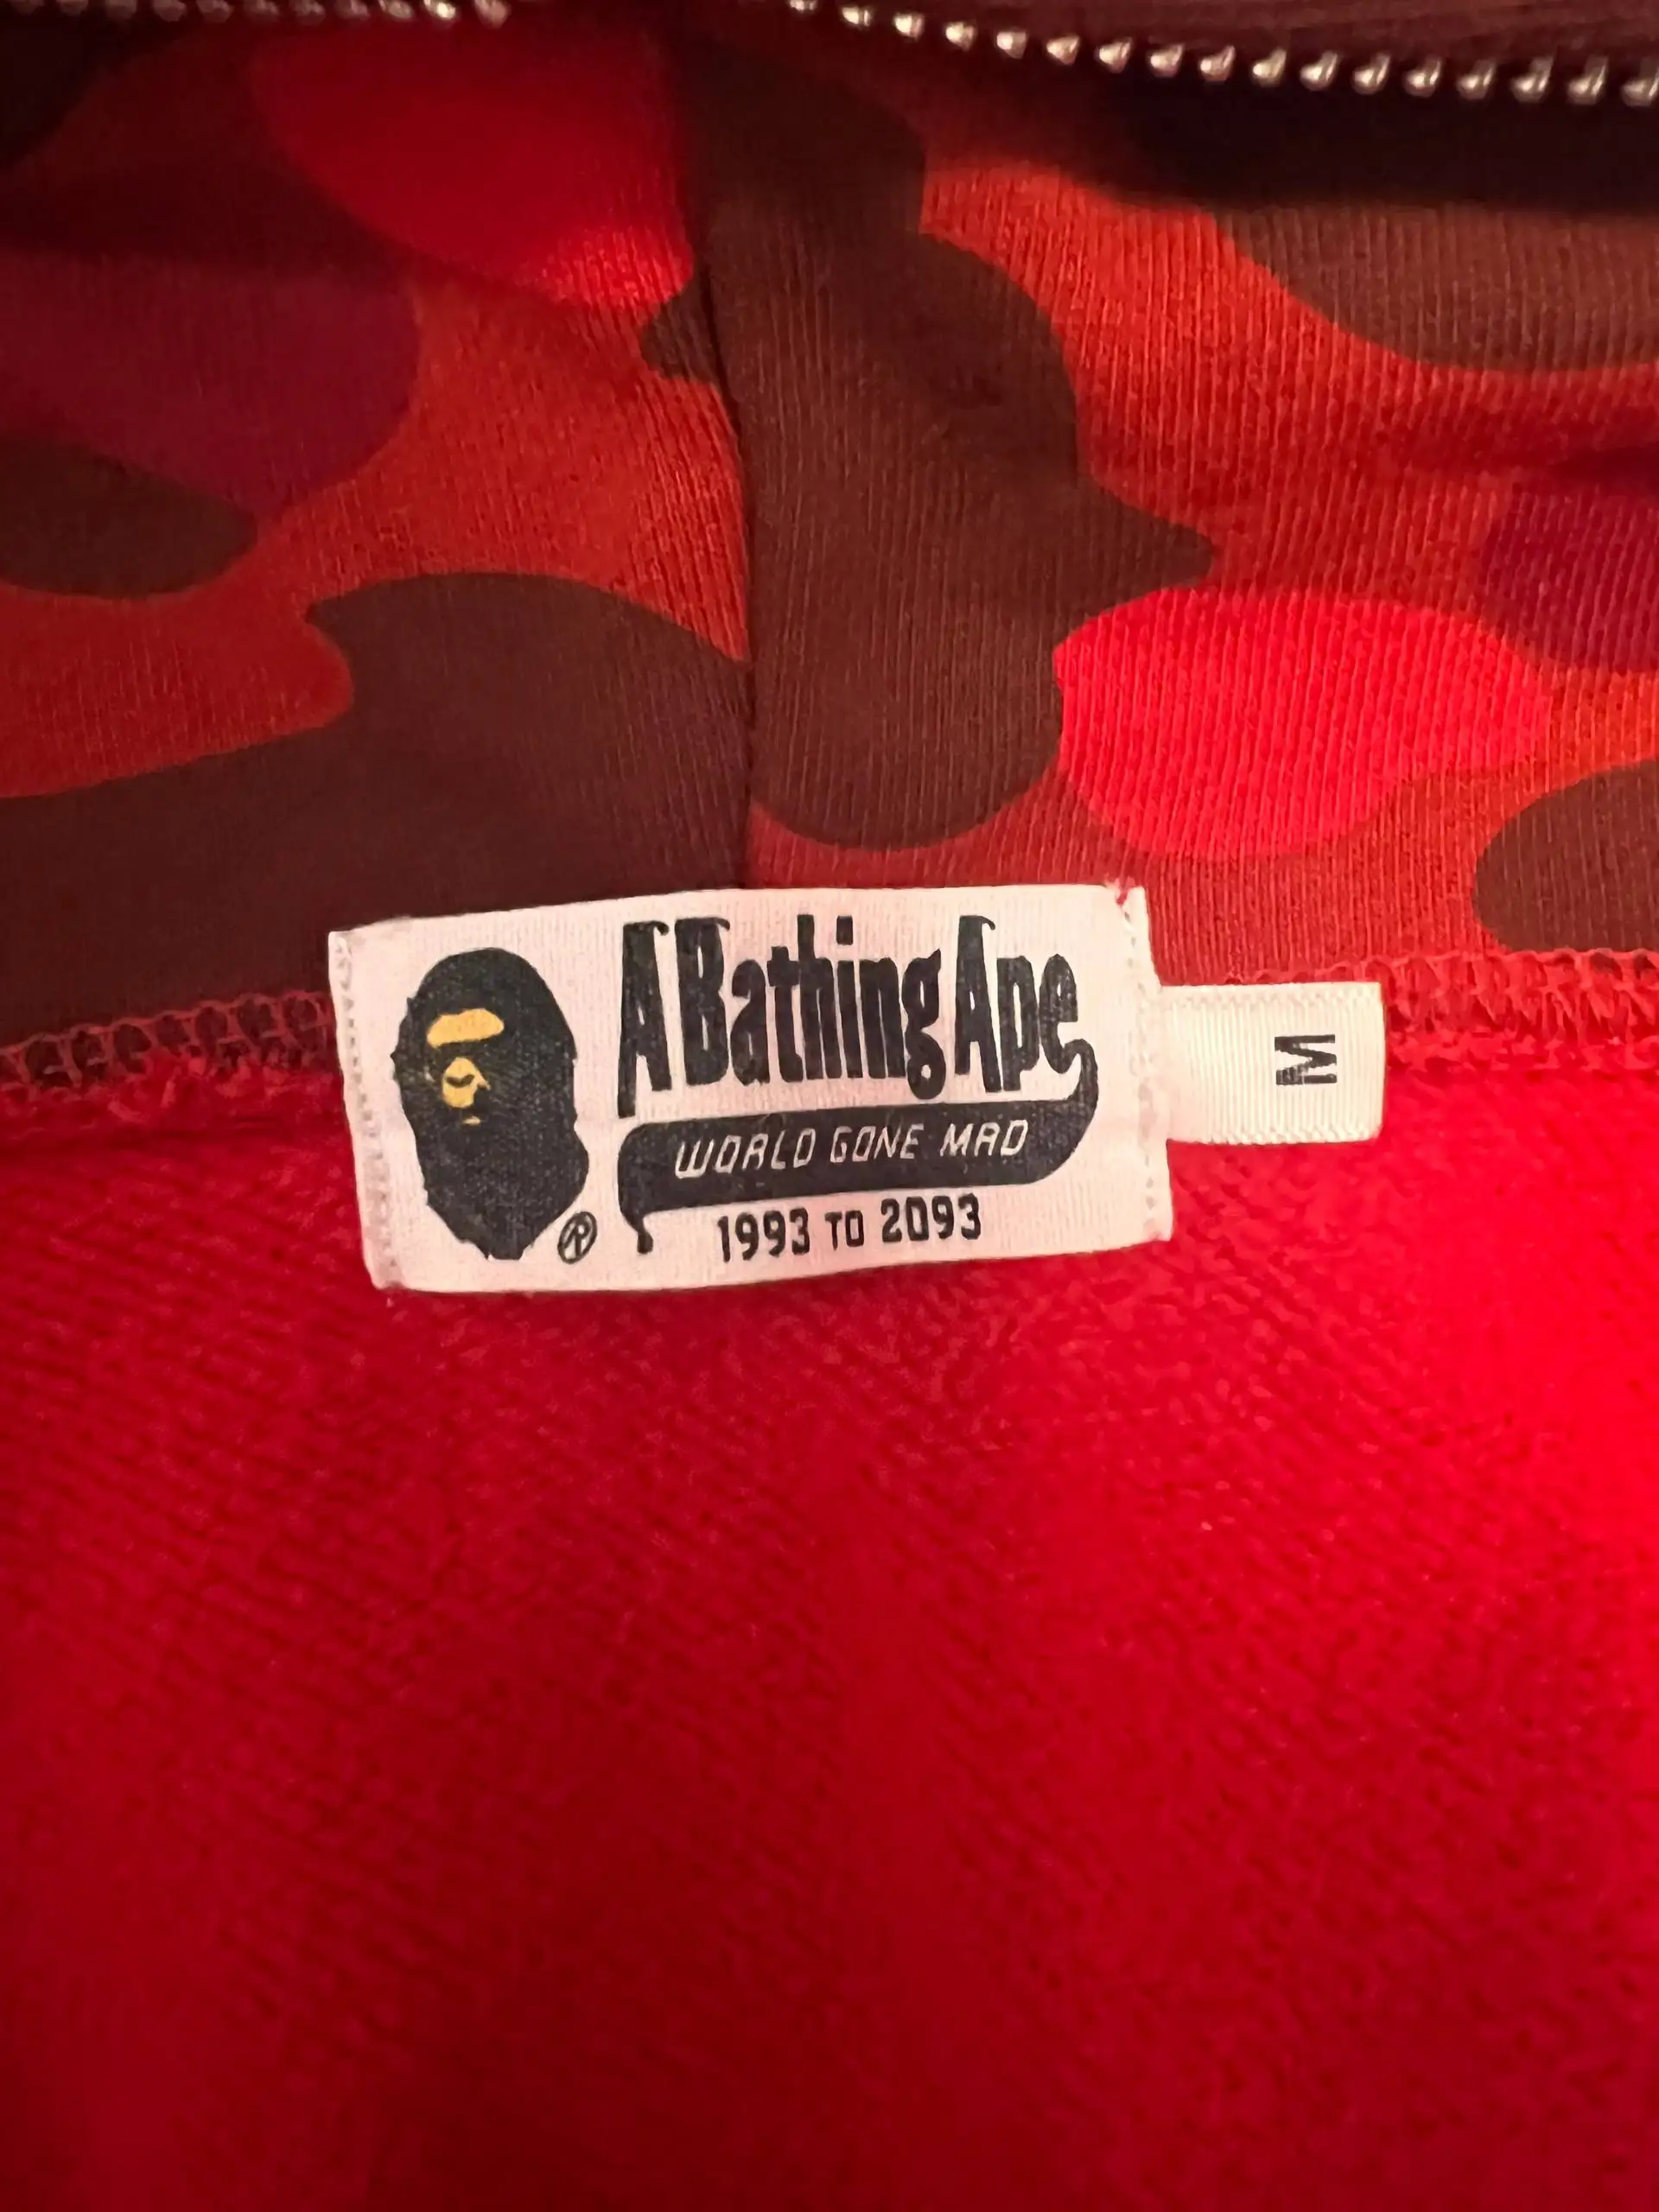 A Bathing Ape
WORLD GONE MAD
1993 TO 2093
®
M